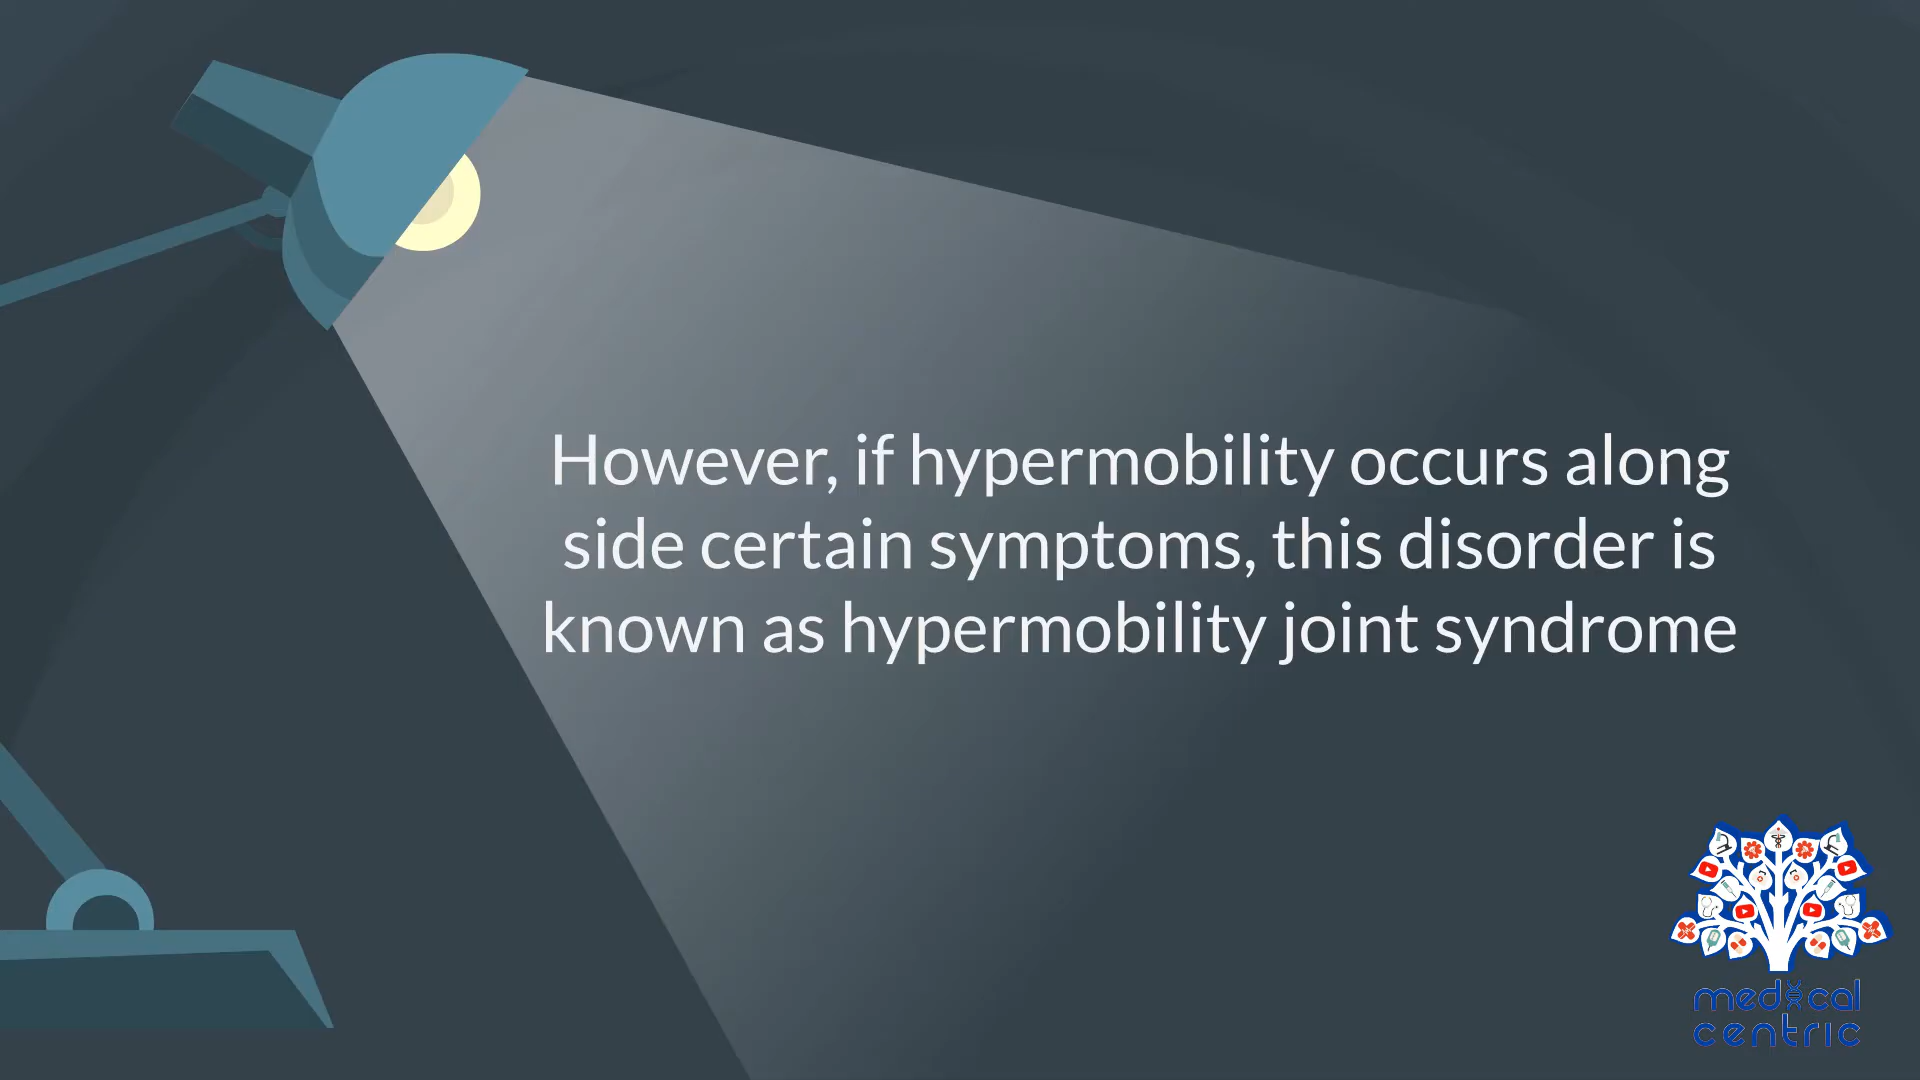 However, if hypermobility occurs along
side certain symptoms, this disorder is
known as hypermobility joint syndrome
medical
centric